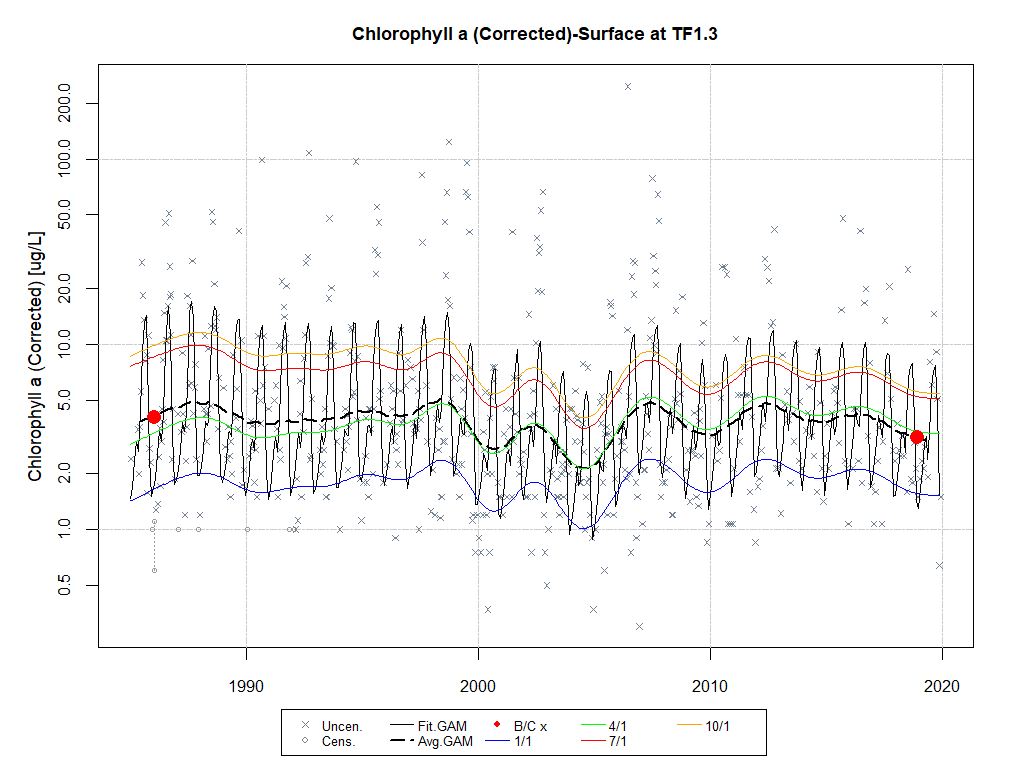 Chlorophyll a (Corrected)-Surface at TF1.3
Chlorophyll a (Corrected) [ug/L]
200.0
100.0
50.0
20.0
10.0
5.0
2.0
1.0
0.5
1990 2000 2010 2020
Uncen. Fit.GAM B/C x 4/1 10/1
Cens. Avg.GAM 1/1 7/1